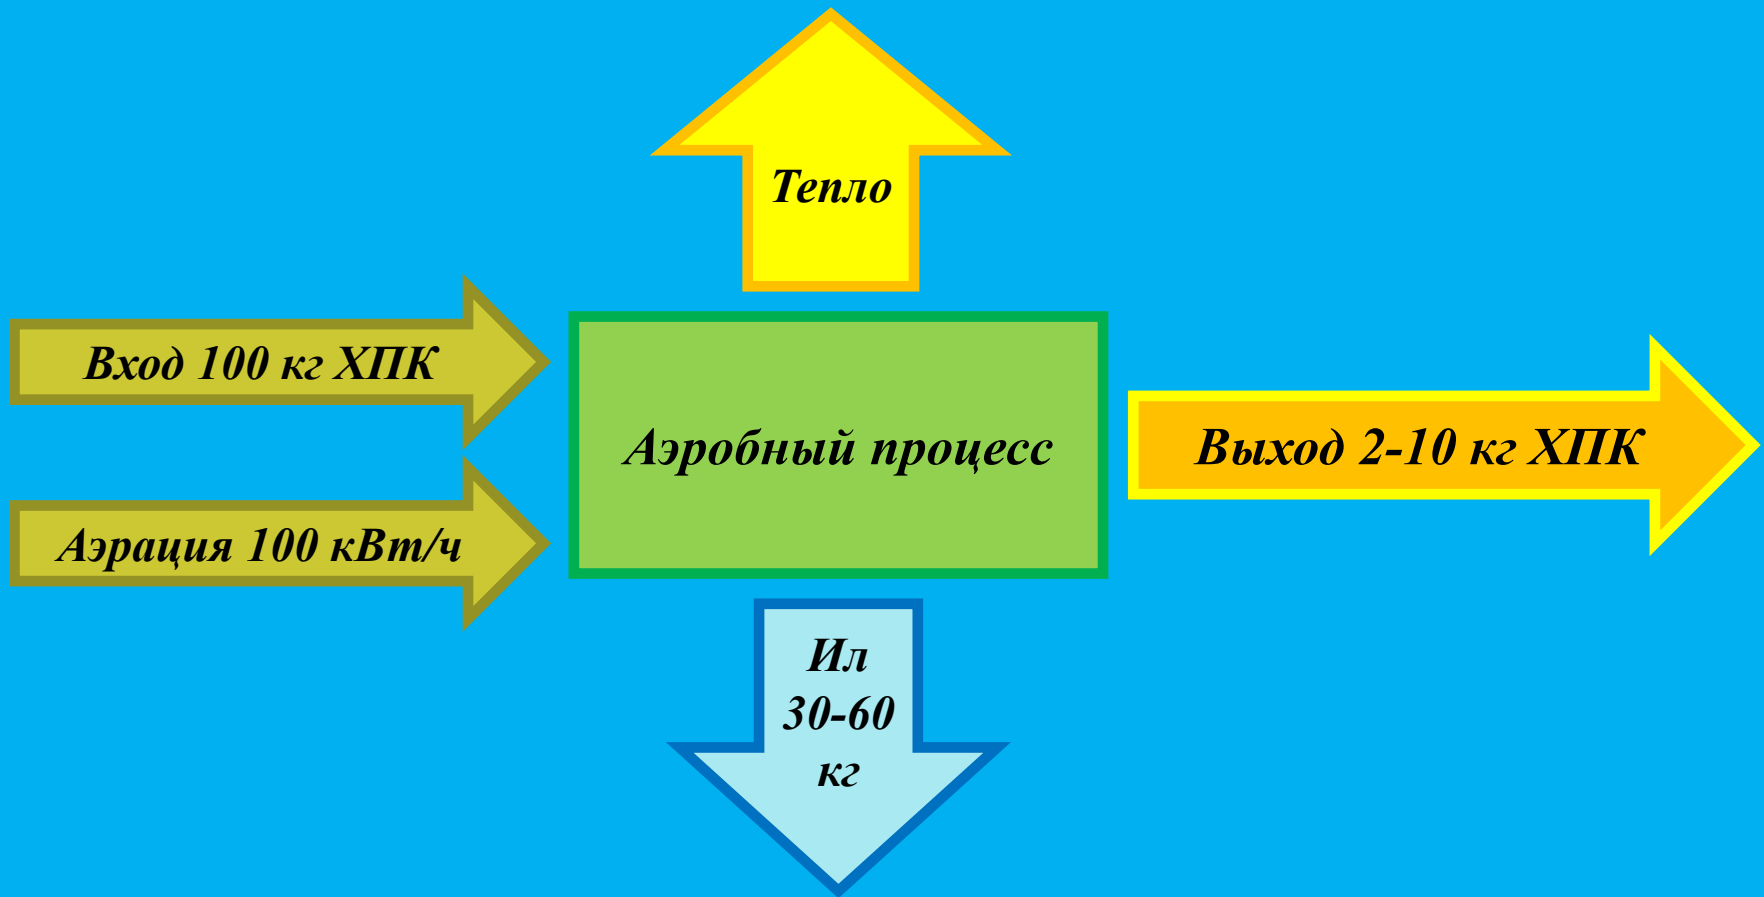 Тепло
Вход 100 кг ХПК
Аэрация 100 кВт/ч
Аэробный процесс
Выход 2-10 кг ХПК
Ил
30-60
кг